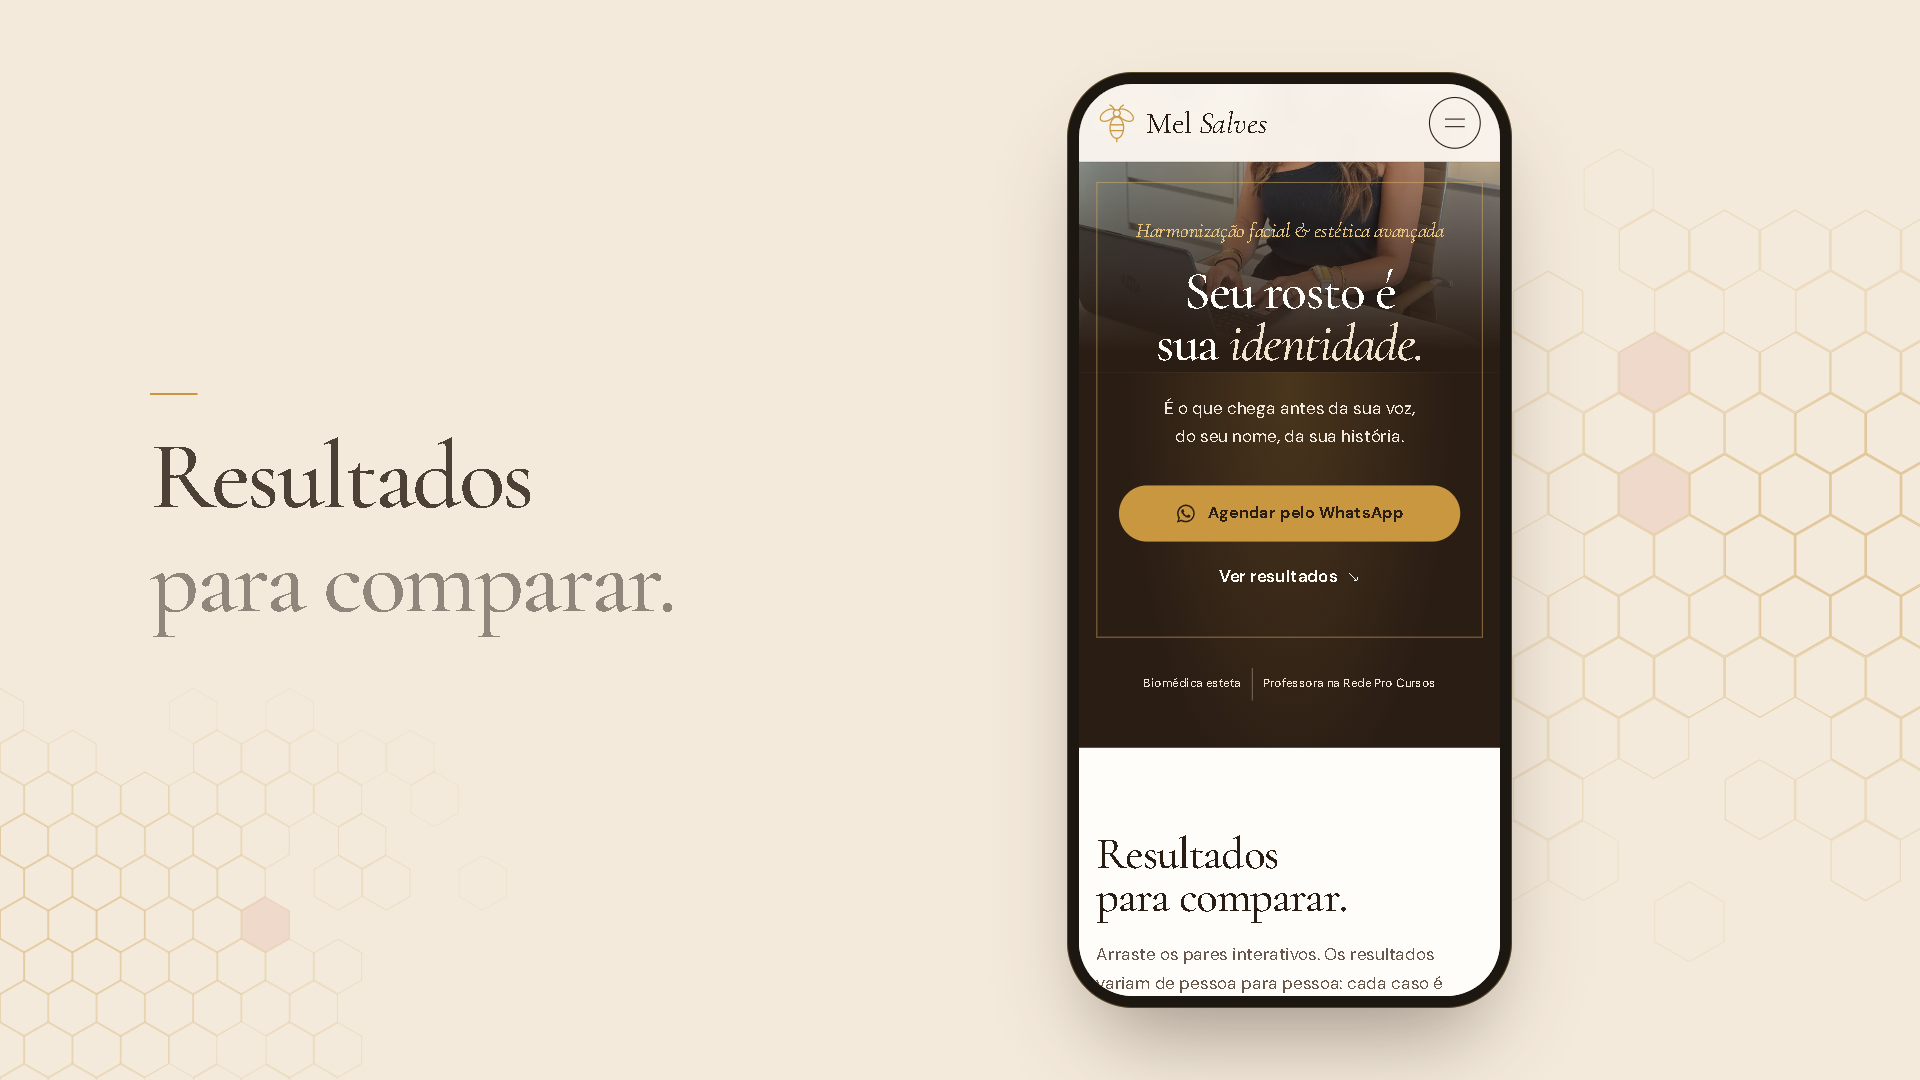 Resultados
para comparar.
Mel Salves
Harmonização facial & estética avançada
Seu rosto é
sua identidade.
É o que chega antes da sua voz,
do seu nome, da sua história.
Agendar pelo WhatsApp
Ver resultados ↘
Biomédica esteta
Professora na Rede Pro Cursos
Resultados
para comparar.
Arraste os pares interativos. Os resultados
variam de pessoa para pessoa: cada caso é